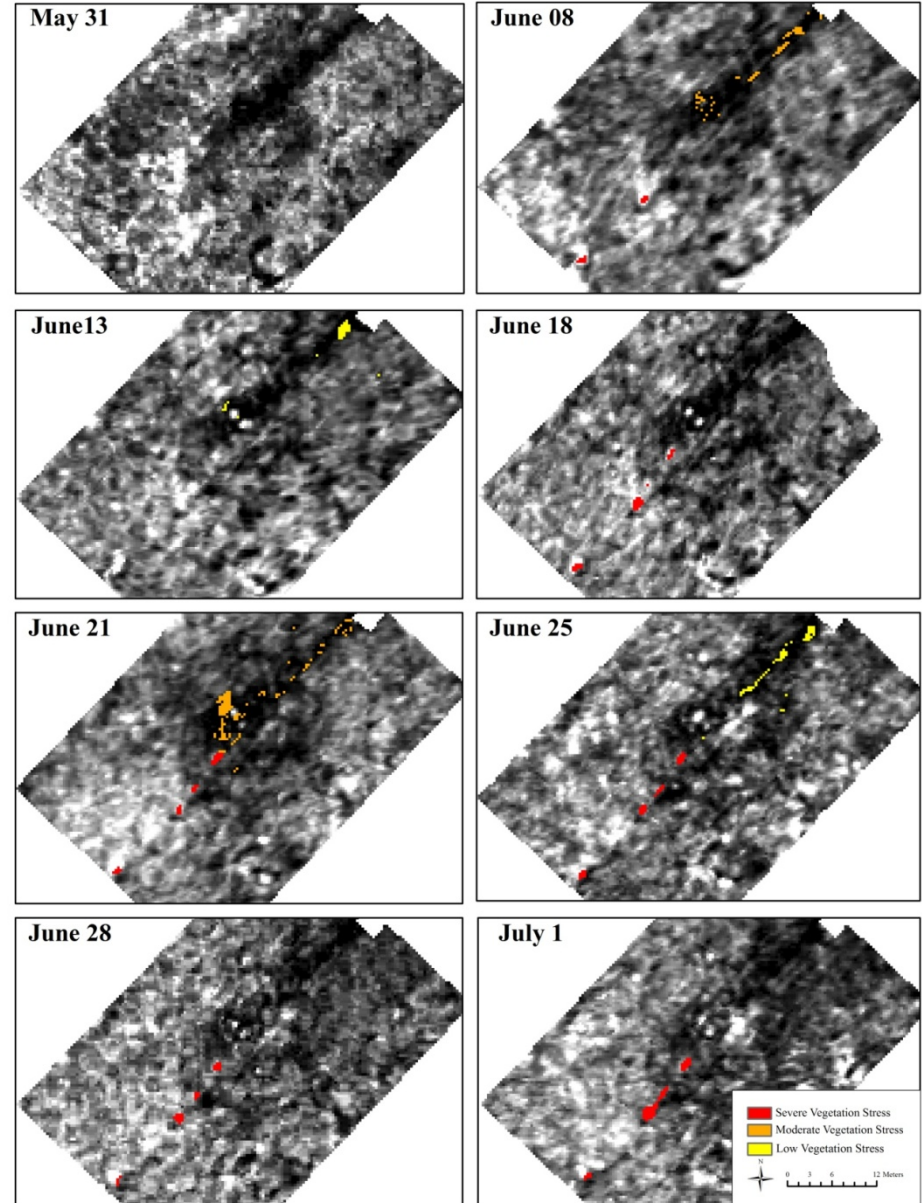 May 31
June 08
June13
June 18
June 21
June 25
June 28
July 1
Severe Vegetation Stress
Moderate Vegetation Stress
Low Vegetation Stress
N
0 3 6 12 Meters